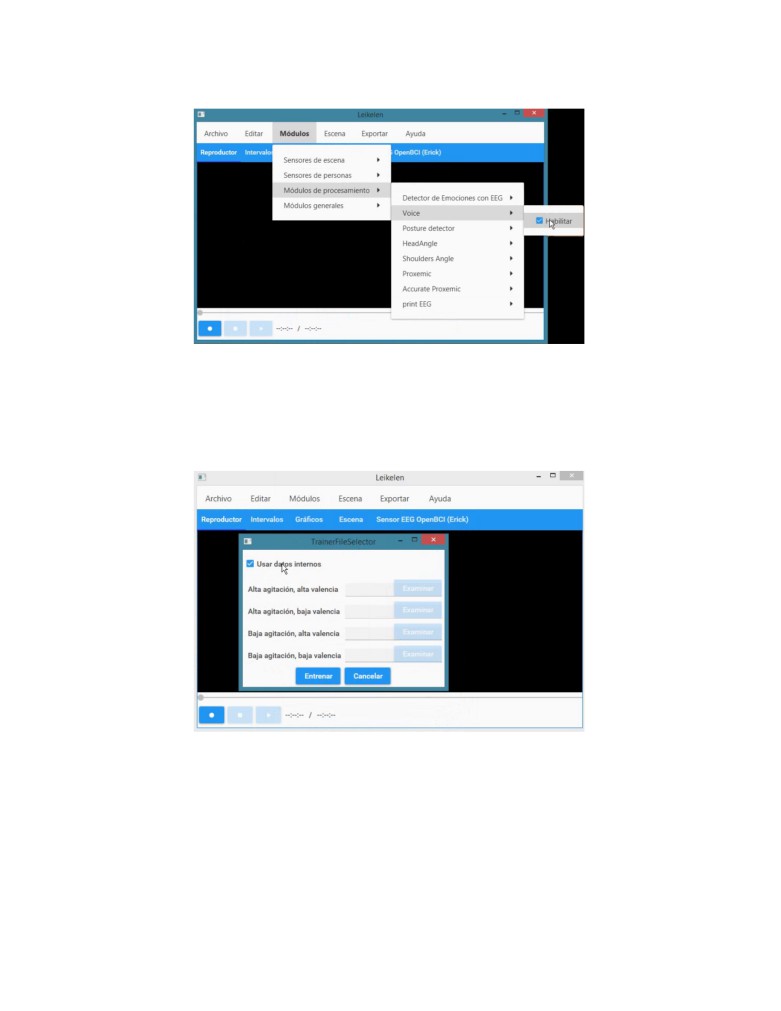 Leikelen
Archivo Editar Módulos Escena Exportar Ayuda
Reproductor Intervalos OpenBCI (Erick)
Sensores de escena
Sensores de personas
Módulos de procesamiento
Módulos generales
Detector de Emociones con EEG
Voice
Posture detector
HeadAngle
Shoulders Angle
Proxemic
Accurate Proxemic
print EEG
Habilitar
--:--:-- / --:--:--
Leikelen
Archivo Editar Módulos Escena Exportar Ayuda
Reproductor Intervalos Gráficos Escena Sensor EEG OpenBCI (Erick)
TrainerFileSelector
Usar datos internos
Alta agitación, alta valencia Examinar
Alta agitación, baja valencia Examinar
Baja agitación, alta valencia Examinar
Baja agitación, baja valencia Examinar
Entrenar Cancelar
--:--:-- / --:--:--